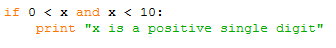 if 0 < x and x < 10:
    print "x is a positive single digit"